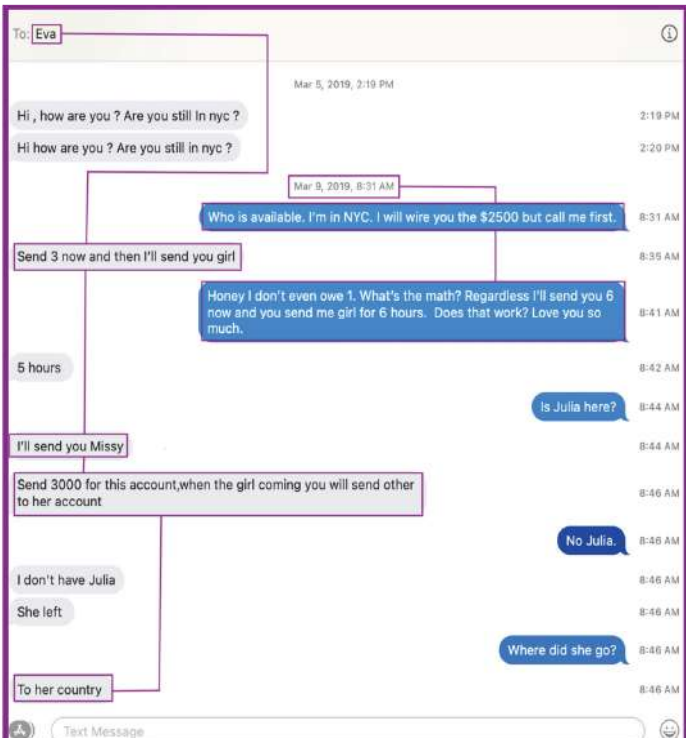 To: Eva
Mar 5, 2019, 2:19 PM
Hi , how are you ? Are you still In nyc ?
2:19 PM
Hi how are you ? Are you still in nyc ?
2:20 PM
Mar 9, 2019, 8:31 AM
Who is available. I'm in NYC. I will wire you the $2500 but call me first.
8:31 AM
Send 3 now and then I'll send you girl
8:35 AM
Honey I don't even owe 1. What's the math? Regardless I'll send you 6
now and you send me girl for 6 hours. Does that work? Love you so
much.
8:41 AM
5 hours
8:42 AM
Is Julia here?
8:44 AM
I'll send you Missy
8:44 AM
Send 3000 for this account,when the girl coming you will send other
to her account
8:46 AM
No Julia.
8:46 AM
I don't have Julia
8:46 AM
She left
8:46 AM
Where did she go?
8:46 AM
To her country
8:46 AM
Text Message